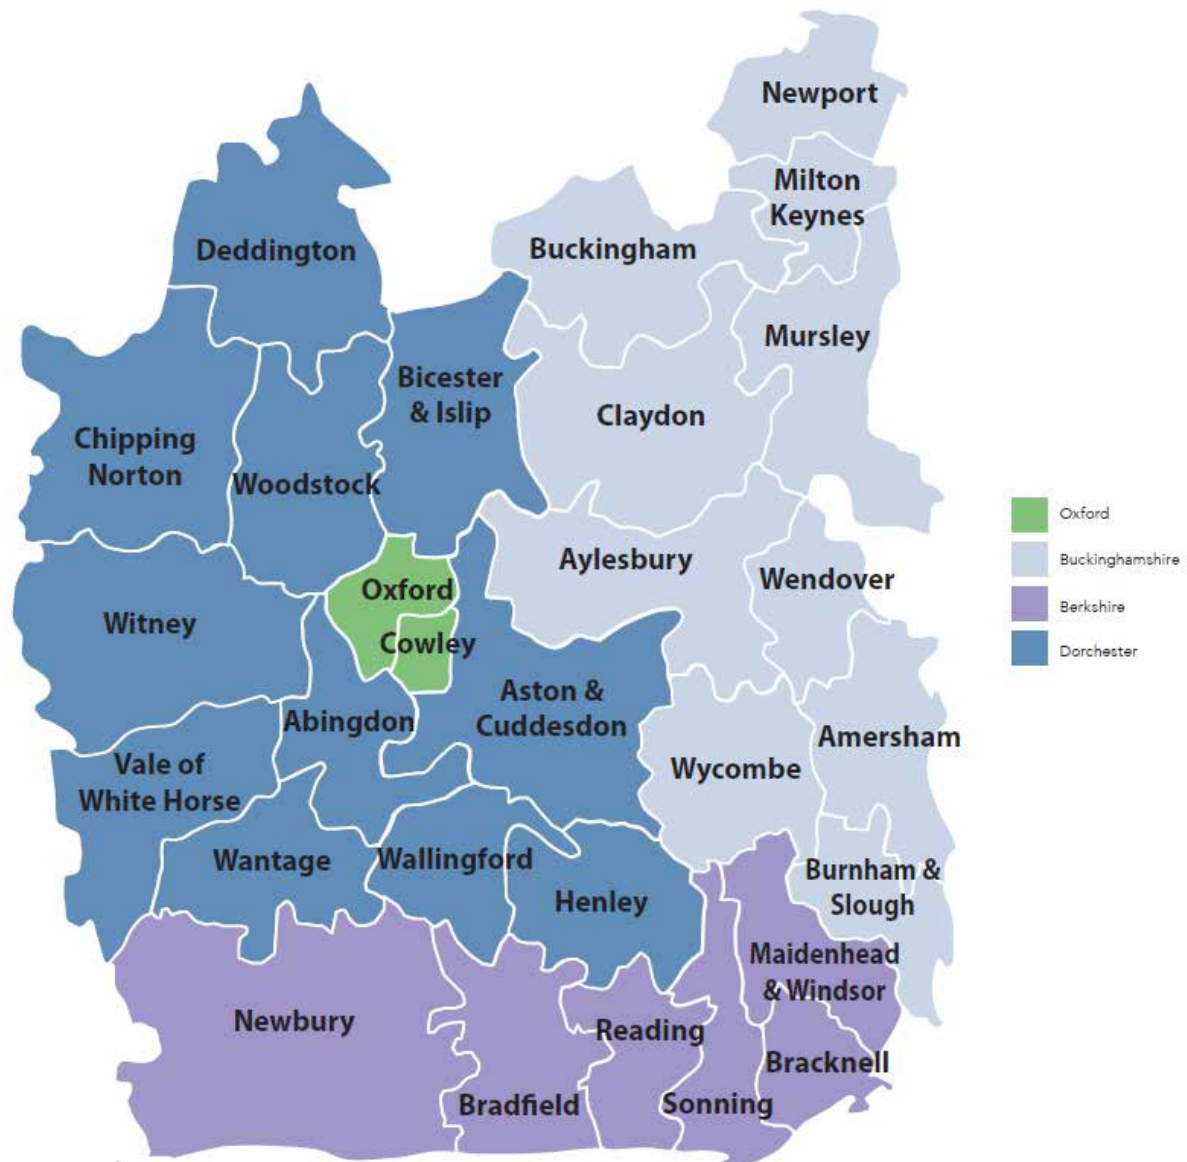 Newport
Milton
Keynes
Buckingham
Deddington
Mursley
Bicester
& Islip
Claydon
Chipping
Norton
Woodstock
Oxford
Aylesbury
Buckinghamshire
Wendover
Oxford
Berkshire
Witney
Cowley
Dorchester
Aston &
Cuddesdon
Abingdon
Amersham
Vale of
White Horse
Wycombe
Wantage
Wallingford
Burnham &
Slough
Henley
Maidenhead
& Windsor
Newbury
Reading
Bracknell
Bradfield
Sonning